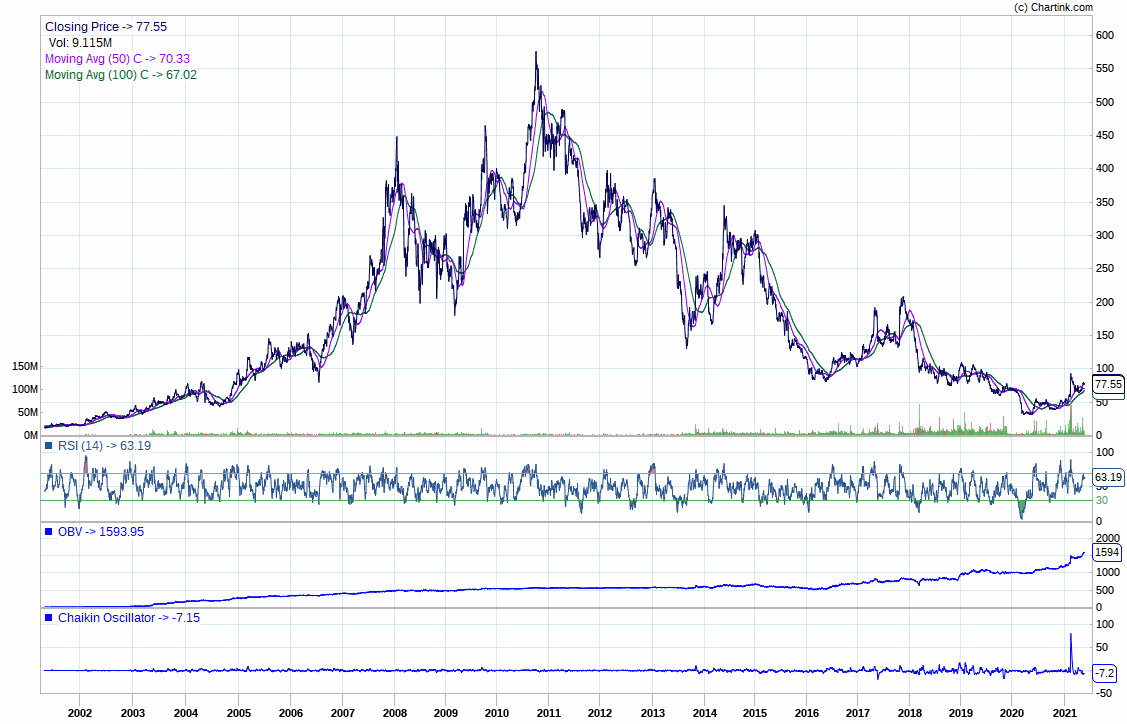 (c) Chartink.com
Closing Price -> 77.55
Vol: 9.115M
Moving Avg (50) C -> 70.33
Moving Avg (100) C -> 67.02
600
550
500
450
400
350
300
250
200
150
100
77.55
50
0
150M
100M
50M
0M
RSI (14) -> 63.19
100
63.19
30
0
OBV -> 1593.95
2000
1594
1000
500
0
Chaikin Oscillator -> -7.15
100
50
-7.2
-50
2002 2003 2004 2005 2006 2007 2008 2009 2010 2011 2012 2013 2014 2015 2016 2017 2018 2019 2020 2021